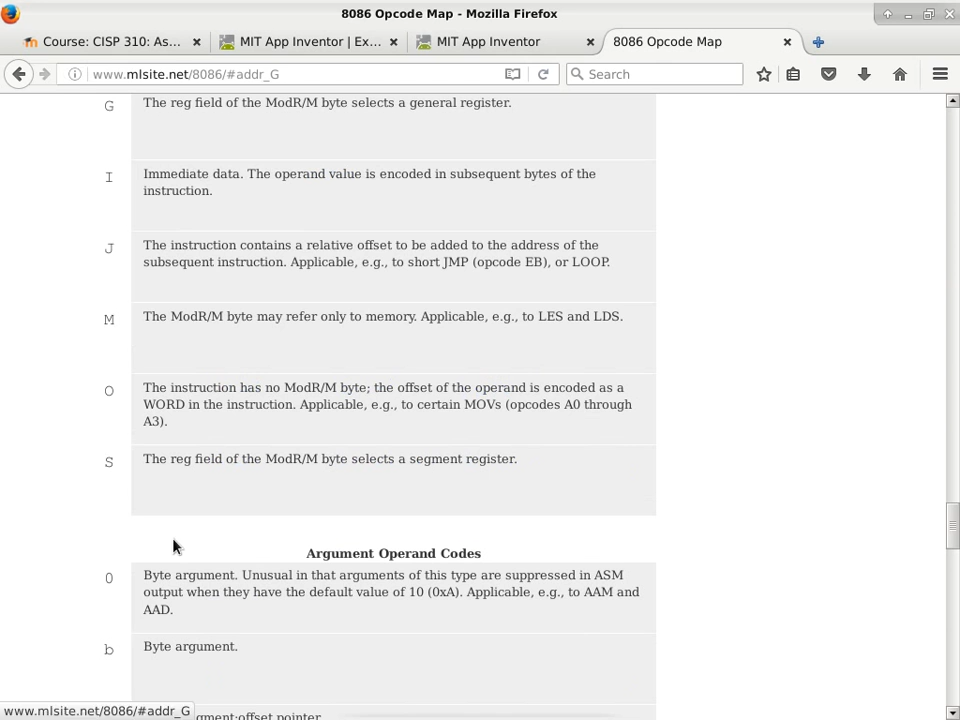 8086 Opcode Map - Mozilla Firefox
Course: CISP 310: As...
MIT App Inventor | Ex...
MIT App Inventor
8086 Opcode Map
www.mlsite.net/8086/#addr_G
Search
G
The reg field of the ModR/M byte selects a general register.
I
Immediate data. The operand value is encoded in subsequent bytes of the
instruction.
J
The instruction contains a relative offset to be added to the address of the
subsequent instruction. Applicable, e.g., to short JMP (opcode EB), or LOOP.
M
The ModR/M byte may refer only to memory. Applicable, e.g., to LES and LDS.
O
The instruction has no ModR/M byte; the offset of the operand is encoded as a
WORD in the instruction. Applicable, e.g., to certain MOVs (opcodes A0 through
A3).
S
The reg field of the ModR/M byte selects a segment register.
Argument Operand Codes
0
Byte argument. Unusual in that arguments of this type are suppressed in ASM
output when they have the default value of 10 (0xA). Applicable, e.g., to AAM and
AAD.
b
Byte argument.
www.mlsite.net/8086/#addr_G
gment:offset pointer.